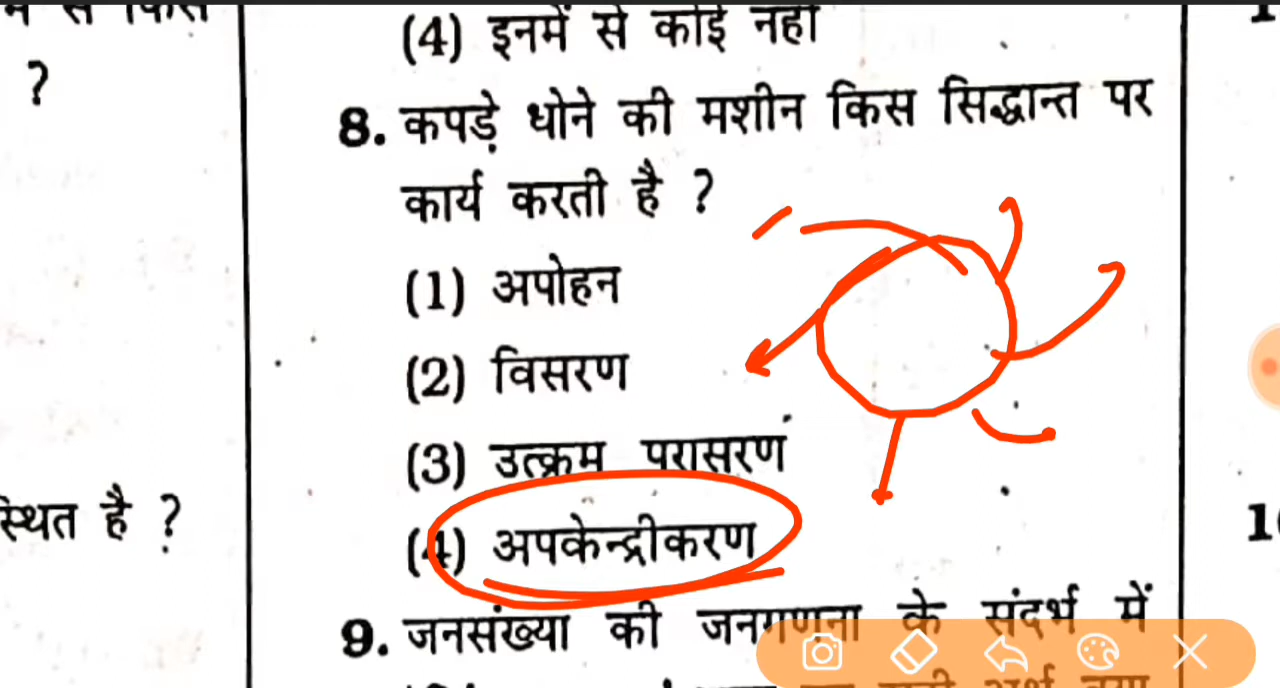 ?
स्थित है ?
(4) इनमें से कोई नहीं
8. कपड़े धोने की मशीन किस सिद्धान्त पर
कार्य करती है ?
(1) अपोहन
(2) विसरण
(3) उत्क्रम परासरण
(4) अपकेन्द्रीकरण
9. जनसंख्या की जनगणना के संदर्भ में